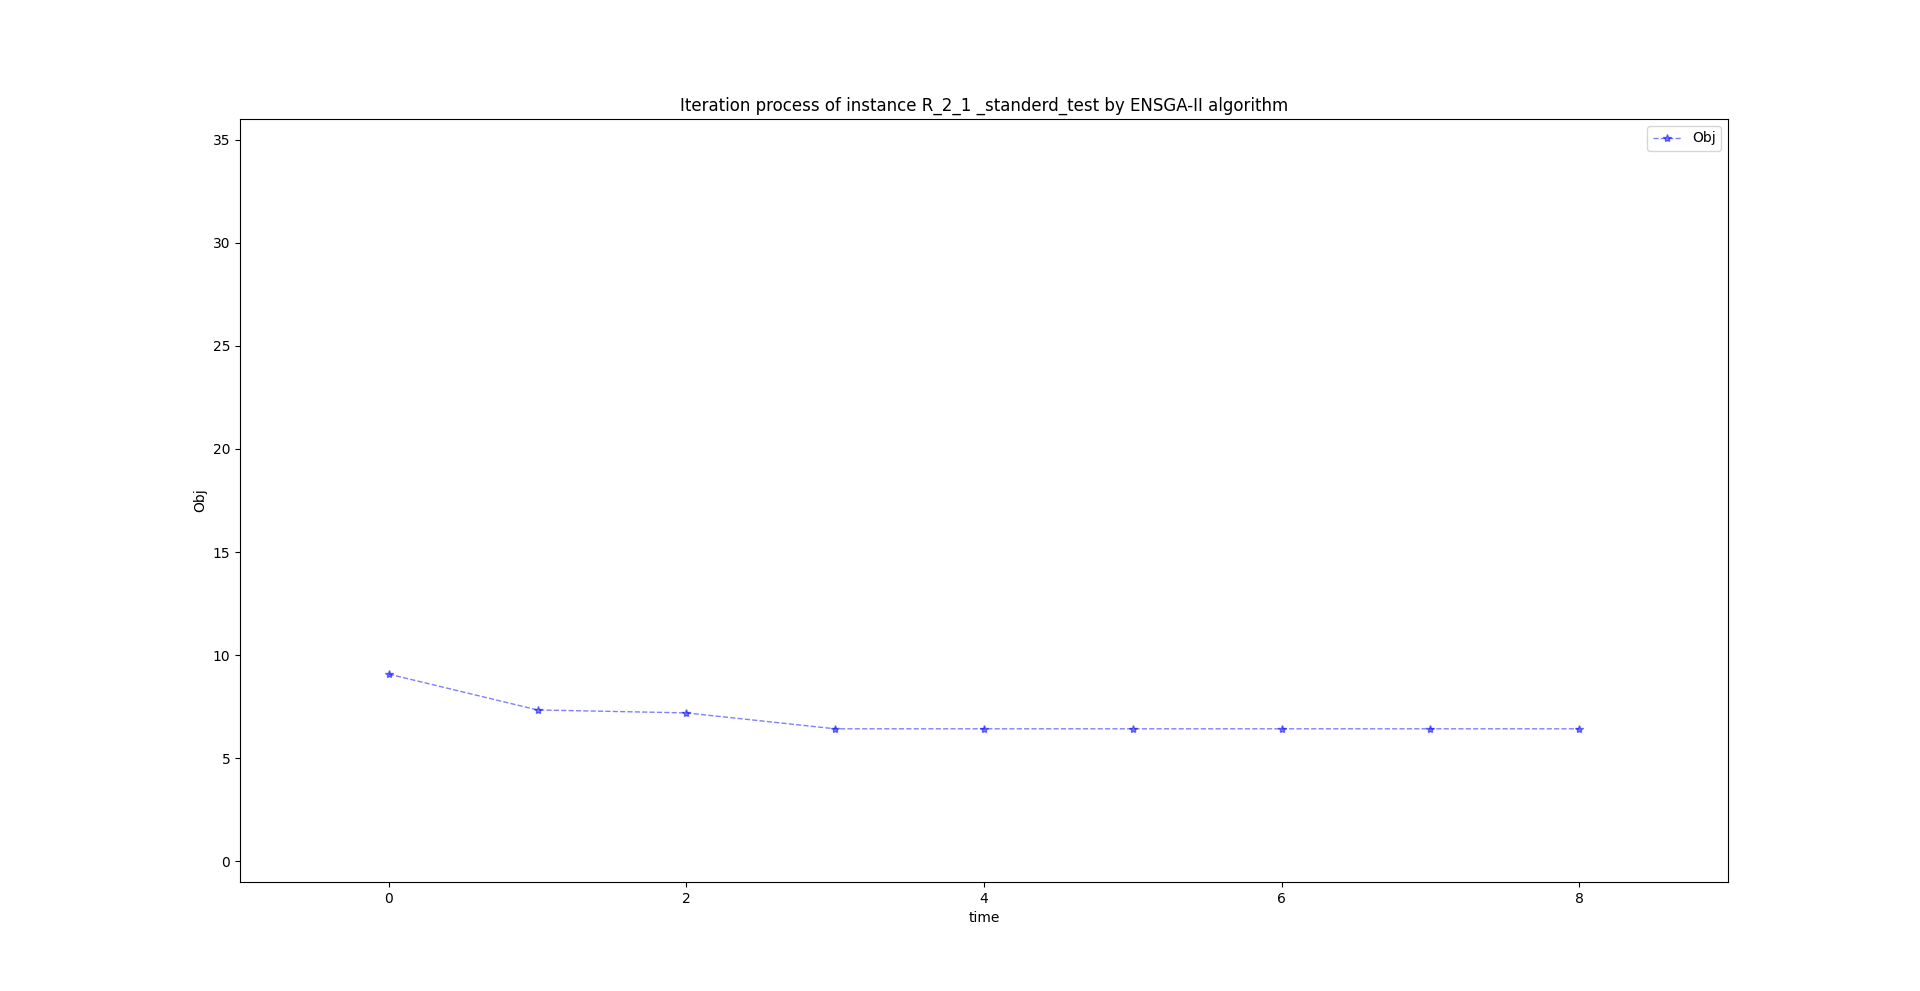 Iteration process of instance R_2_1 _standerd_test by ENSGA-II algorithm
Obj
35
30
25
20
15
10
5
0
Obj
0 2 4 6 8
time